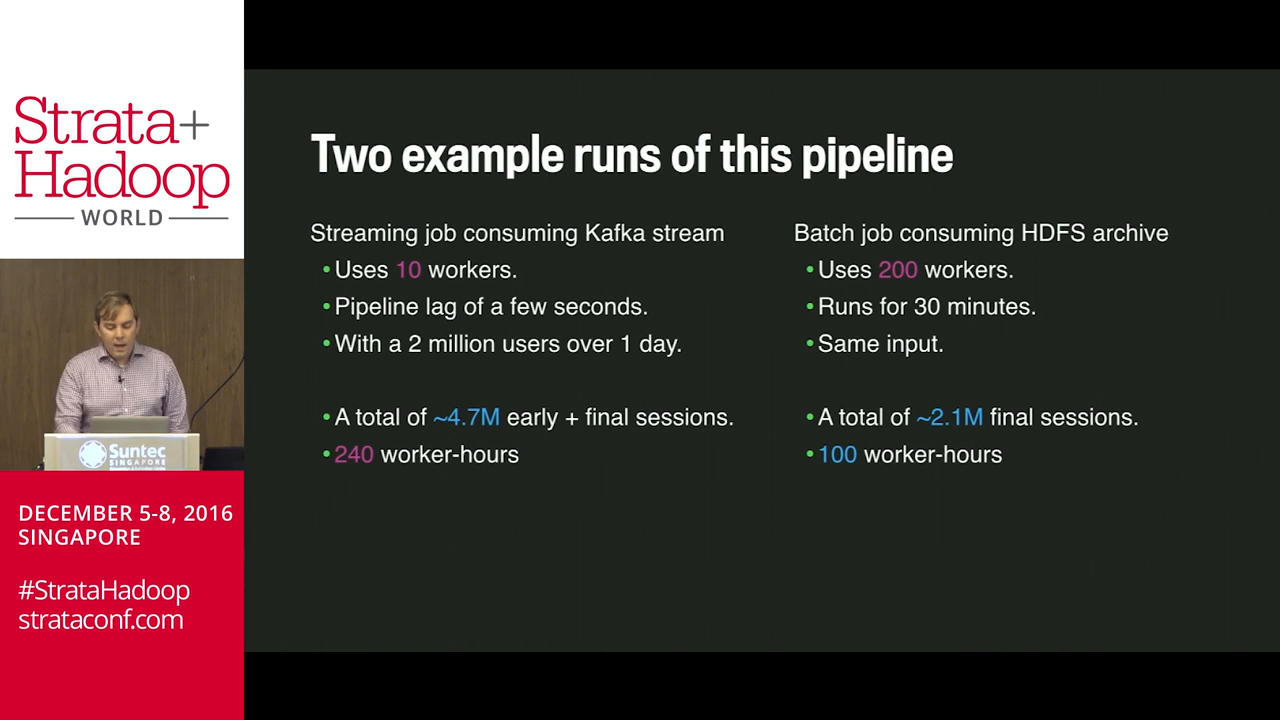 Strata+
Hadoop
WORLD
Suntec
SINGAPORE
DECEMBER 5-8, 2016
SINGAPORE
#StrataHadoop
strataconf.com
Two example runs of this pipeline
Streaming job consuming Kafka stream
•Uses 10 workers.
•Pipeline lag of a few seconds.
•With a 2 million users over 1 day.
•A total of ~4.7M early + final sessions.
•240 worker-hours
Batch job consuming HDFS archive
•Uses 200 workers.
•Runs for 30 minutes.
•Same input.
•A total of ~2.1M final sessions.
•100 worker-hours